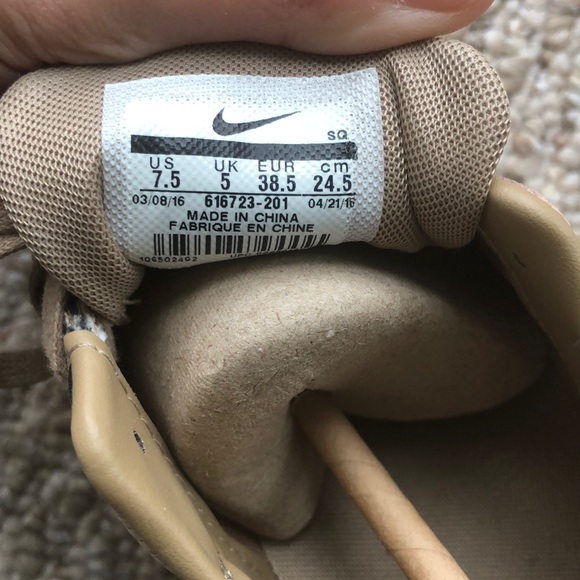 SQ
US UK EUR cm
7.5 5 38.5 24.5
03/08/16 616723-201 04/21/16
MADE IN CHINA
FABRIQUE EN CHINE